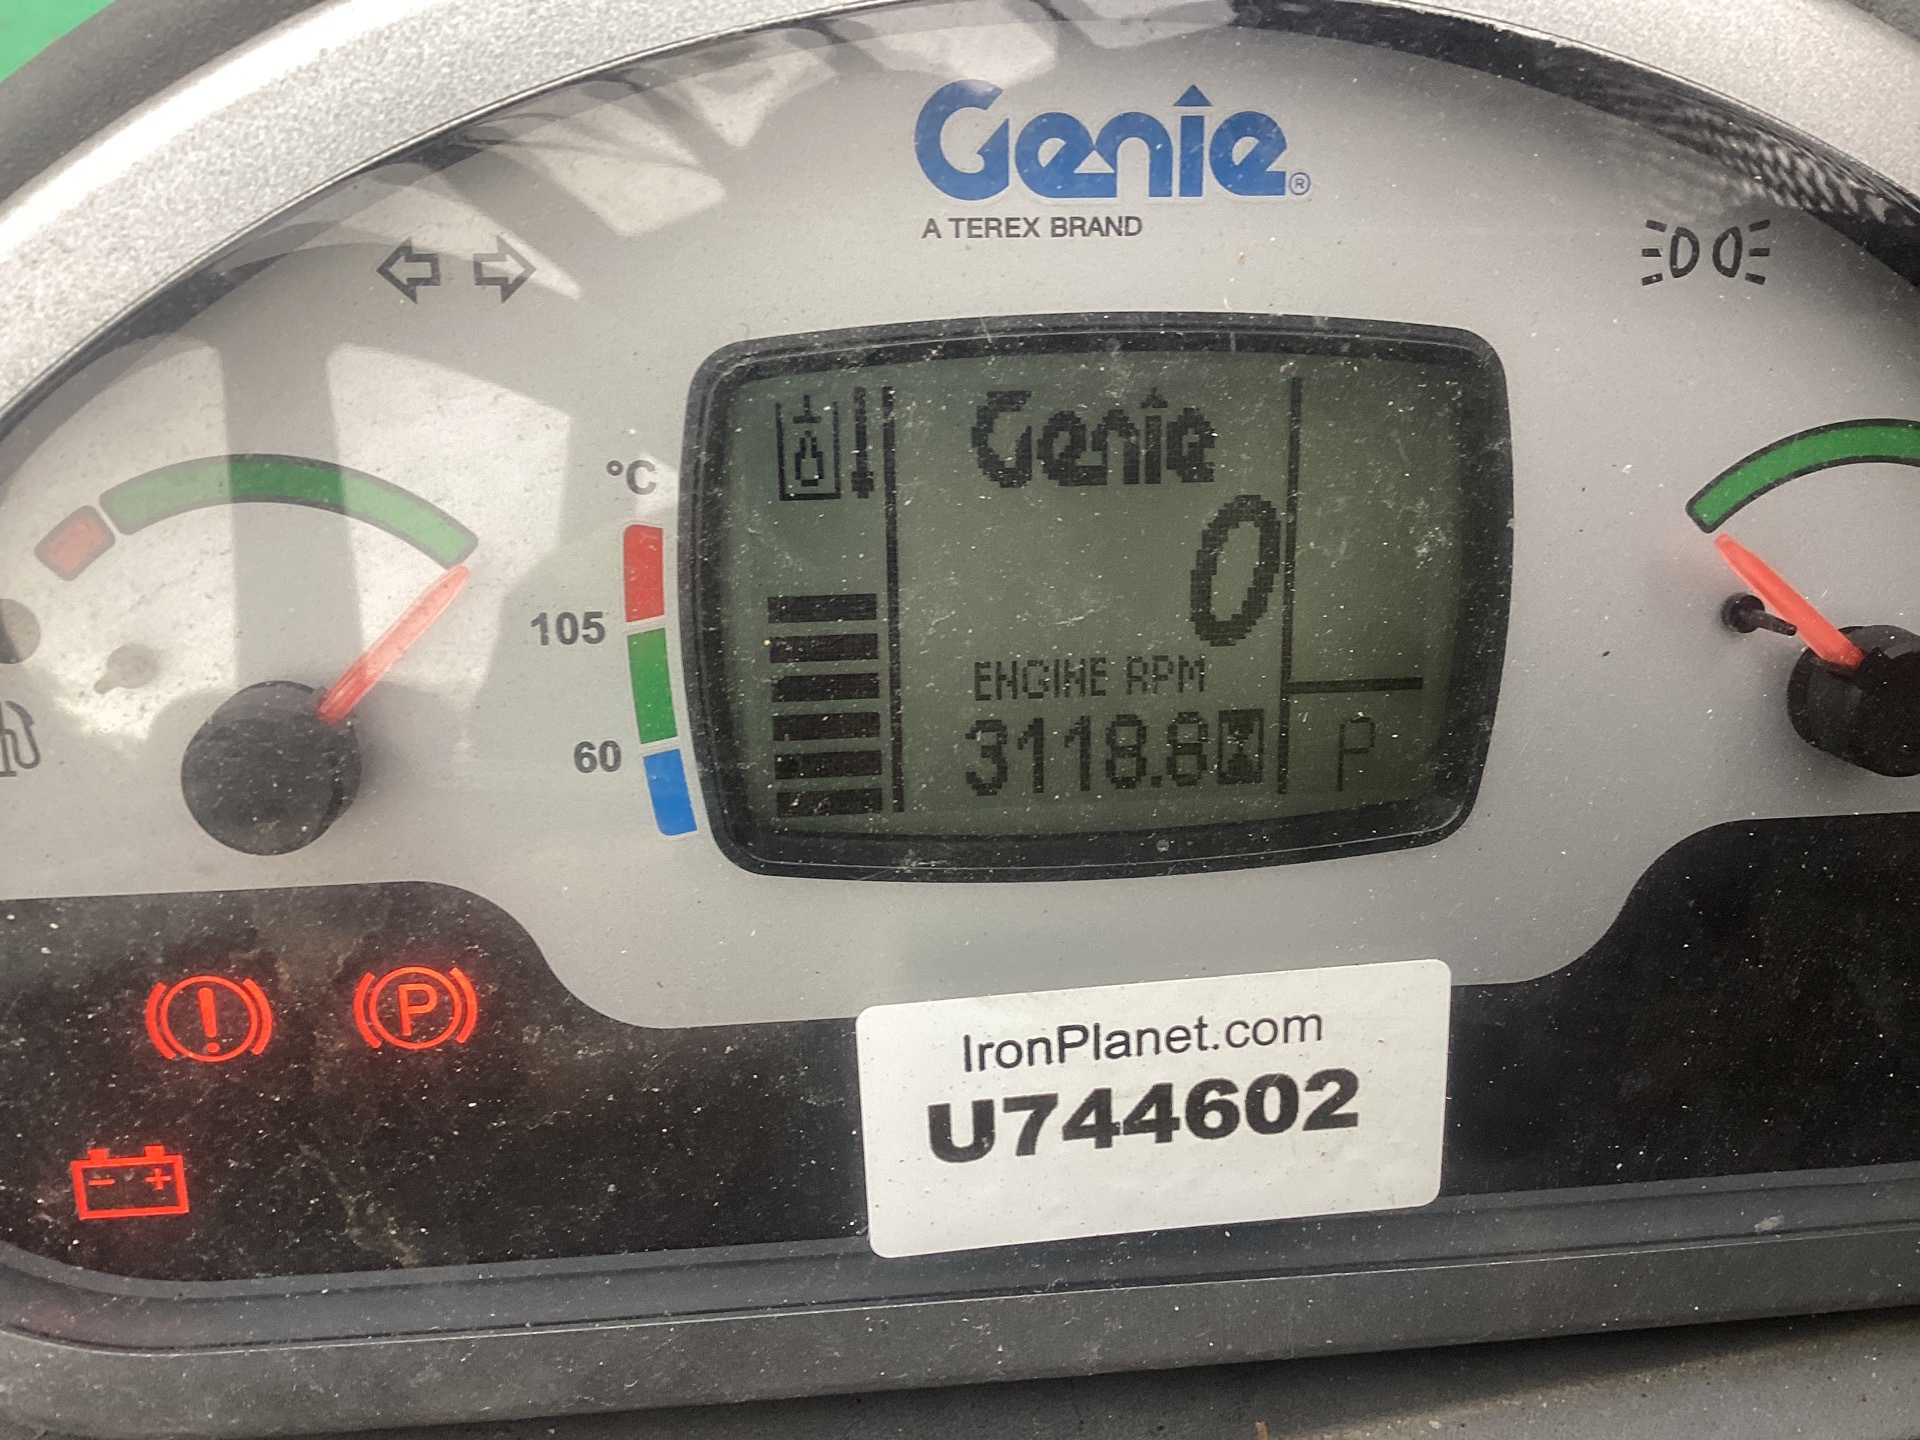 Genie®
A TEREX BRAND
°C
Genie
0
105
ENGINE RPM
60
3118.8
P
P
IronPlanet.com
U744602